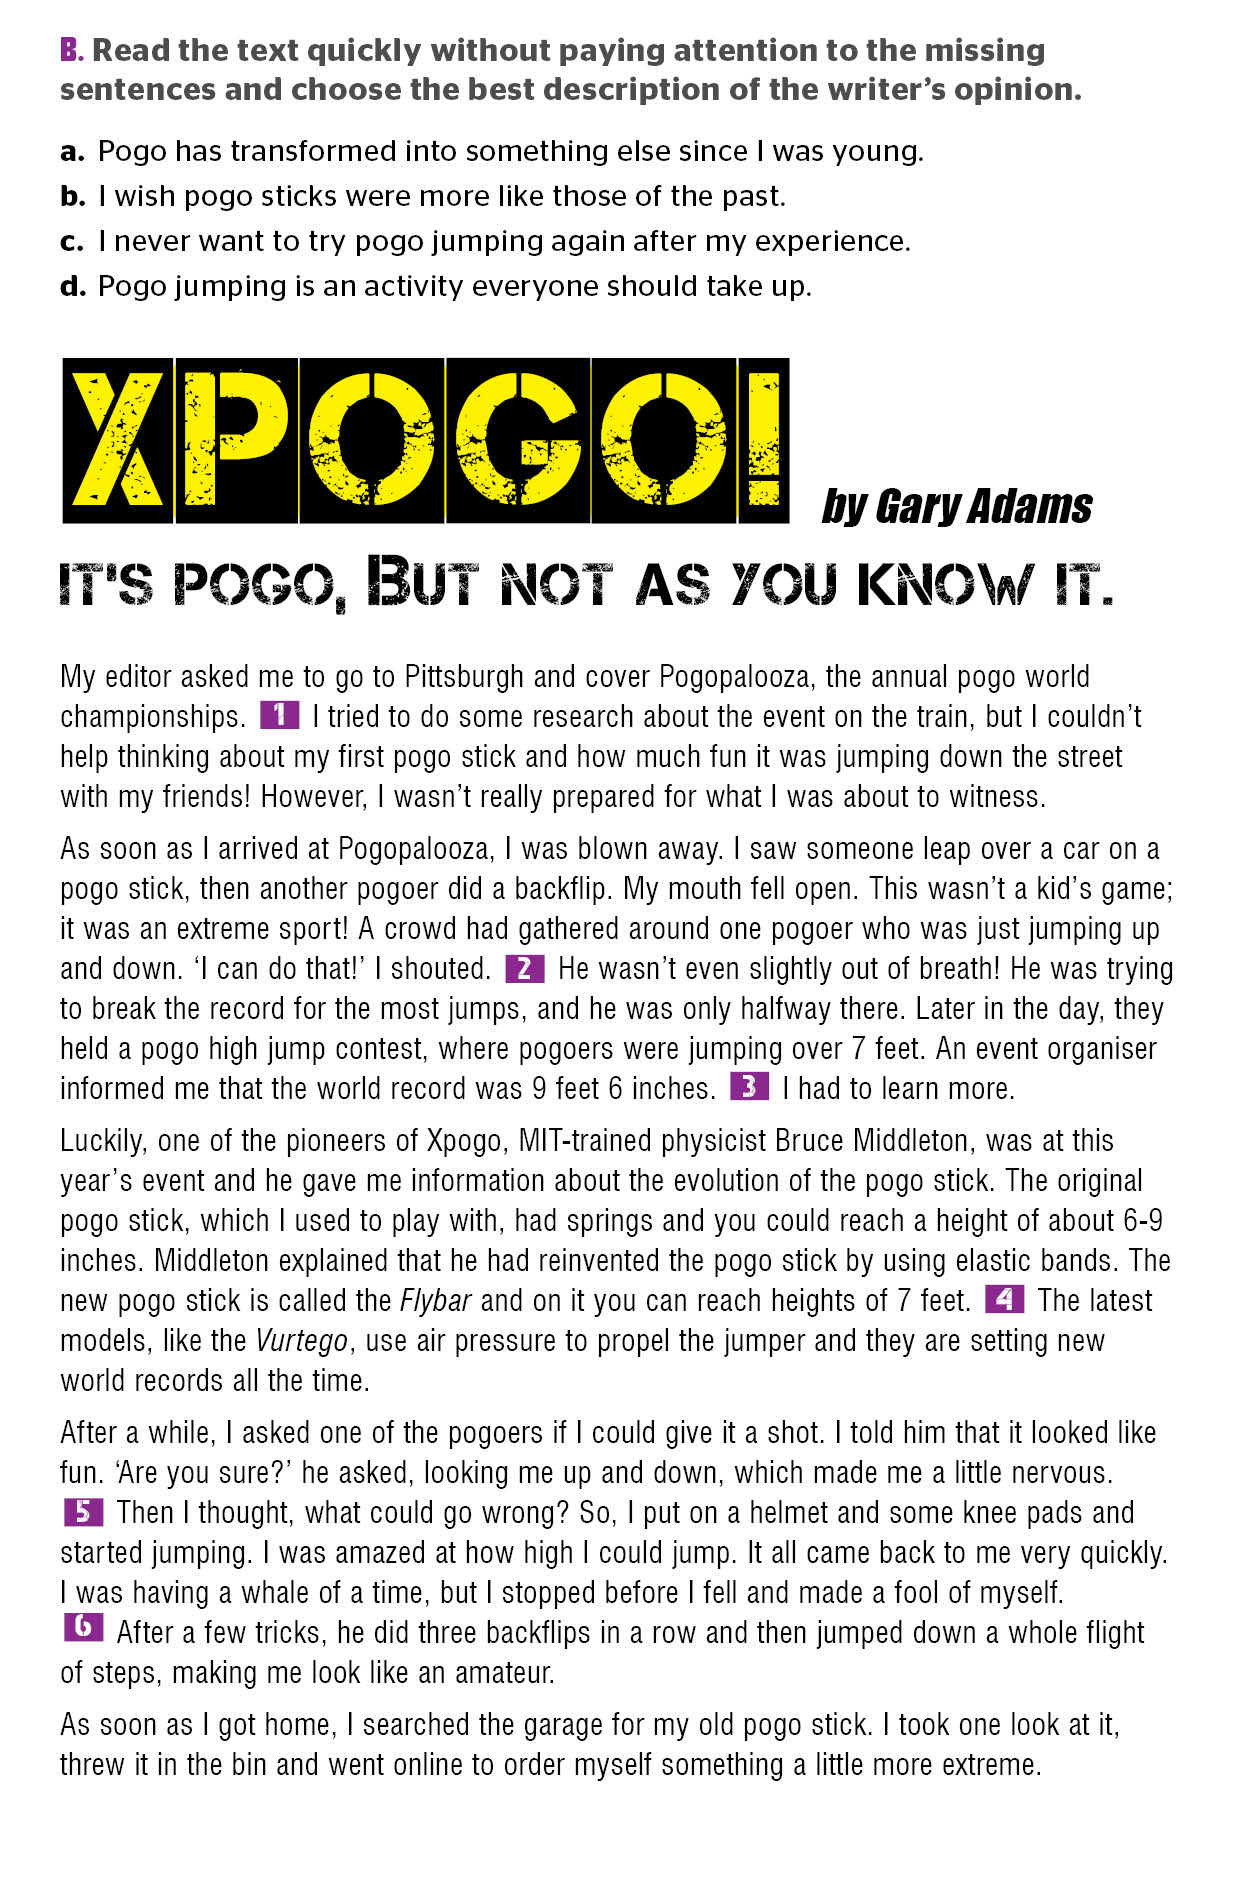 B. Read the text quickly without paying attention to the missing
sentences and choose the best description of the writer's opinion.
a. Pogo has transformed into something else since I was young.
b. I wish pogo sticks were more like those of the past.
c. I never want to try pogo jumping again after my experience.
d. Pogo jumping is an activity everyone should take up.
XPOGO! by Gary Adams
IT'S POGO, BUT NOT AS YOU KNOW IT.
My editor asked me to go to Pittsburgh and cover Pogopalooza, the annual pogo world
championships. 1 I tried to do some research about the event on the train, but I couldn't
help thinking about my first pogo stick and how much fun it was jumping down the street
with my friends! However, I wasn't really prepared for what I was about to witness.
As soon as I arrived at Pogopalooza, I was blown away. I saw someone leap over a car on a
pogo stick, then another pogoer did a backflip. My mouth fell open. This wasn't a kid's game;
it was an extreme sport! A crowd had gathered around one pogoer who was just jumping up
and down. 'I can do that!' I shouted. 2 He wasn't even slightly out of breath! He was trying
to break the record for the most jumps, and he was only halfway there. Later in the day, they
held a pogo high jump contest, where pogoers were jumping over 7 feet. An event organiser
informed me that the world record was 9 feet 6 inches. 3 I had to learn more.
Luckily, one of the pioneers of Xpogo, MIT-trained physicist Bruce Middleton, was at this
year's event and he gave me information about the evolution of the pogo stick. The original
pogo stick, which I used to play with, had springs and you could reach a height of about 6-9
inches. Middleton explained that he had reinvented the pogo stick by using elastic bands. The
new pogo stick is called the Flybar and on it you can reach heights of 7 feet. 4 The latest
models, like the Vurtego, use air pressure to propel the jumper and they are setting new
world records all the time.
After a while, I asked one of the pogoers if I could give it a shot. I told him that it looked like
fun. 'Are you sure?' he asked, looking me up and down, which made me a little nervous.
5 Then I thought, what could go wrong? So, I put on a helmet and some knee pads and
started jumping. I was amazed at how high I could jump. It all came back to me very quickly.
I was having a whale of a time, but I stopped before I fell and made a fool of myself.
6 After a few tricks, he did three backflips in a row and then jumped down a whole flight
of steps, making me look like an amateur.
As soon as I got home, I searched the garage for my old pogo stick. I took one look at it,
threw it in the bin and went online to order myself something a little more extreme.